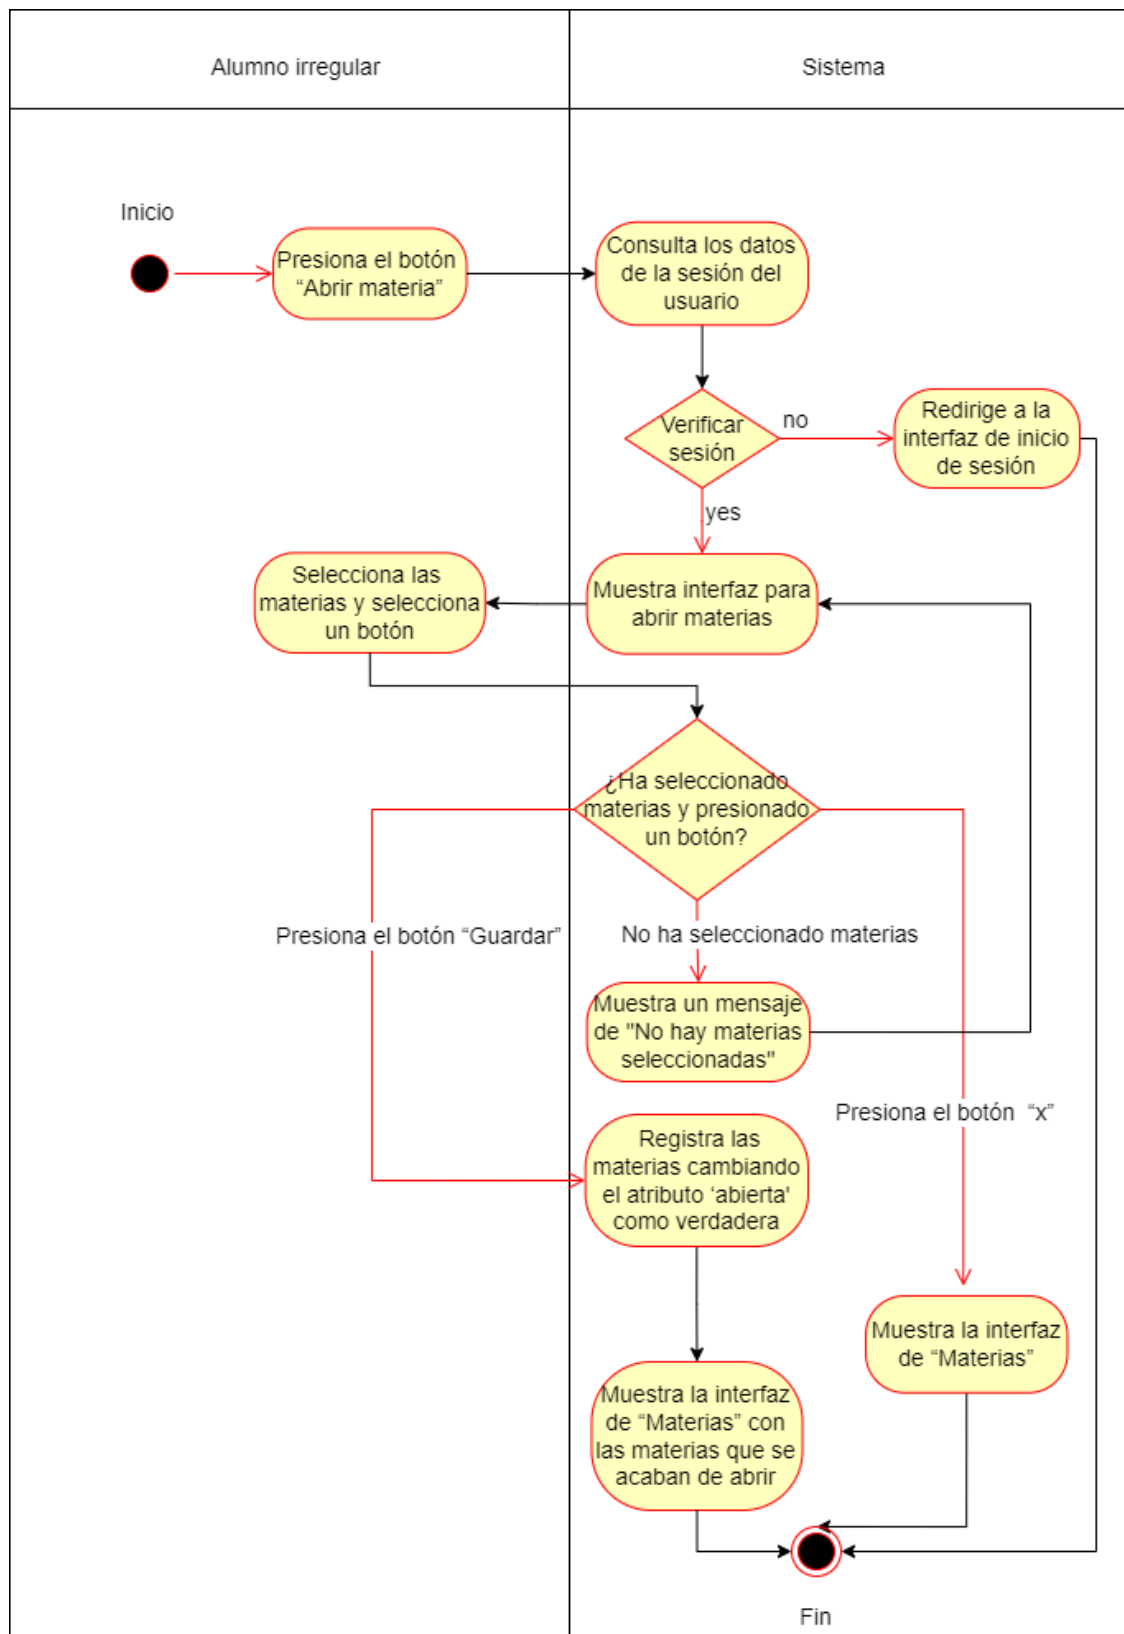 Alumno irregular
Sistema
Inicio
Presiona el botón
“Abrir materia”
Consulta los datos
de la sesión del
usuario
Verificar
sesión
no
Redirige a la
interfaz de inicio
de sesión
yes
Selecciona las
materias y selecciona
un botón
Muestra interfaz para
abrir materias
¿Ha seleccionado
materias y presionado
un botón?
Presiona el botón “Guardar”
No ha seleccionado materias
Muestra un mensaje
de "No hay materias
seleccionadas"
Presiona el botón “x”
Registra las
materias cambiando
el atributo ‘abierta'
como verdadera
Muestra la interfaz
de “Materias”
Muestra la interfaz
de “Materias” con
las materias que se
acaban de abrir
Fin